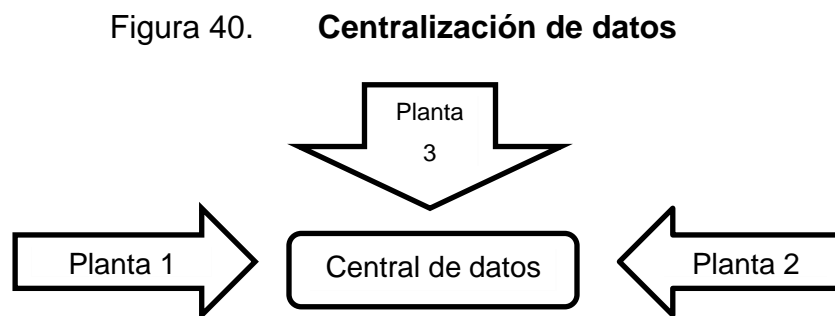 Figura 40. Centralización de datos
Planta
3
Planta 1
Central de datos
Planta 2